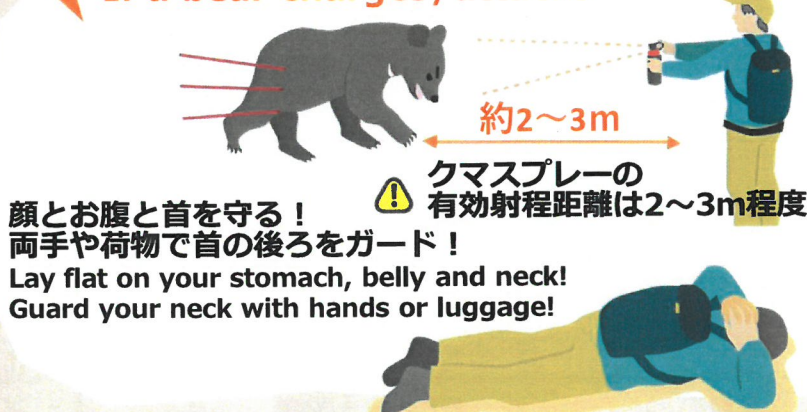 約2～3m
クマスプレーの
有効射程距離は2～3m程度
顔とお腹と首を守る！
両手や荷物で首の後ろをガード！
Lay flat on your stomach, belly and neck!
Guard your neck with hands or luggage!